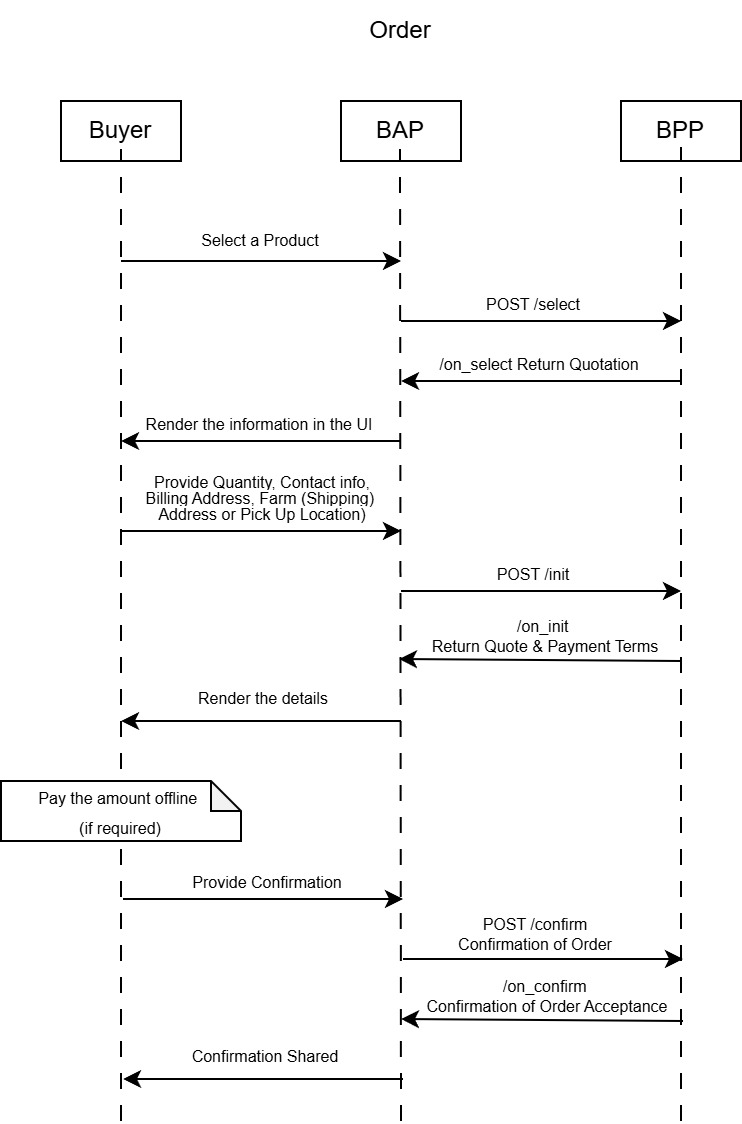 Order
Buyer
BAP
BPP
Select a Product
POST /select
/on_select Return Quotation
Render the information in the UI
Provide Quantity, Contact info,
Billing Address, Farm (Shipping)
Address or Pick Up Location)
POST /init
/on_init
Return Quote & Payment Terms
Render the details
Pay the amount offline
(if required)
Provide Confirmation
POST /confirm
Confirmation of Order
/on_confirm
Confirmation of Order Acceptance
Confirmation Shared